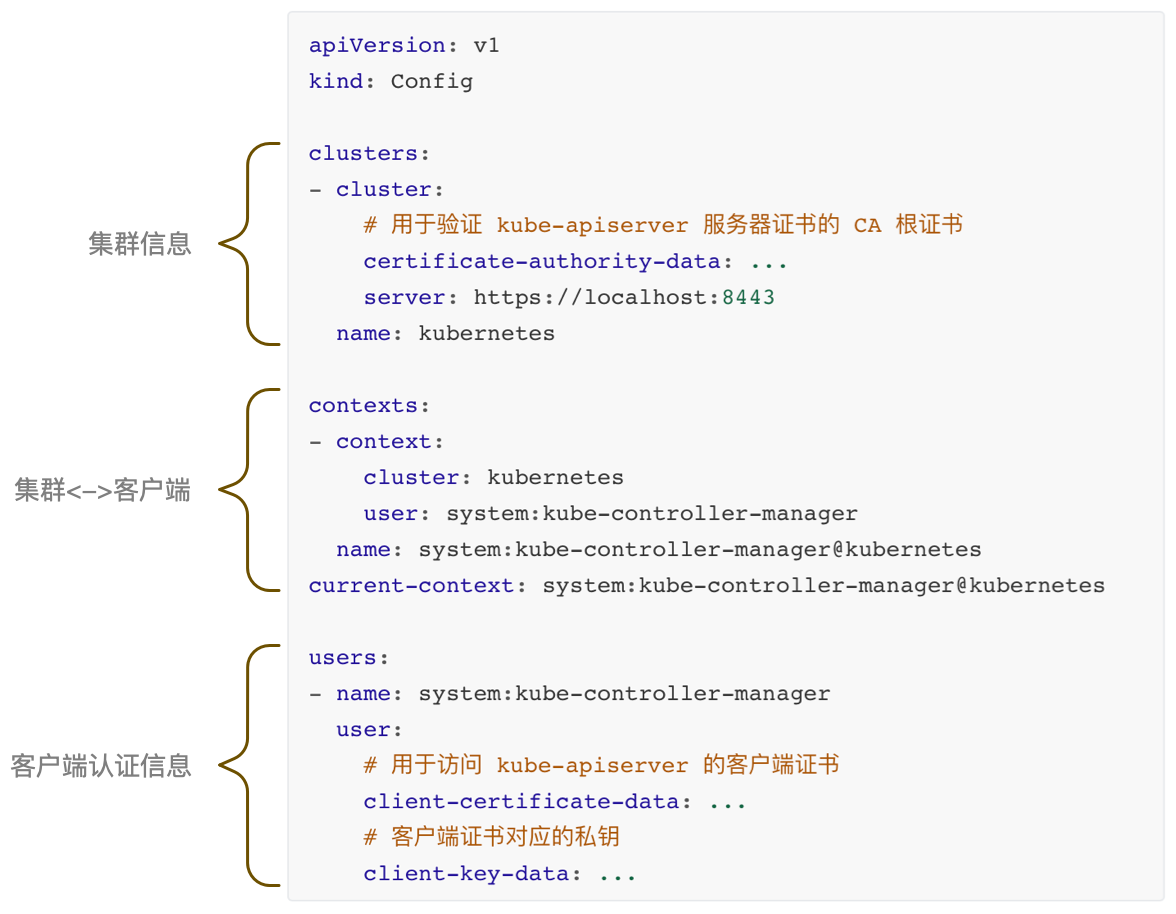 apiVersion: v1
kind: Config
集群信息
clusters:
- cluster:
    # 用于验证 kube-apiserver 服务器证书的 CA 根证书
    certificate-authority-data: ...
    server: https://localhost:8443
  name: kubernetes
集群<->客户端
contexts:
- context:
    cluster: kubernetes
    user: system:kube-controller-manager
  name: system:kube-controller-manager@kubernetes
current-context: system:kube-controller-manager@kubernetes
客户端认证信息
users:
- name: system:kube-controller-manager
  user:
    # 用于访问 kube-apiserver 的客户端证书
    client-certificate-data: ...
    # 客户端证书对应的私钥
    client-key-data: ...